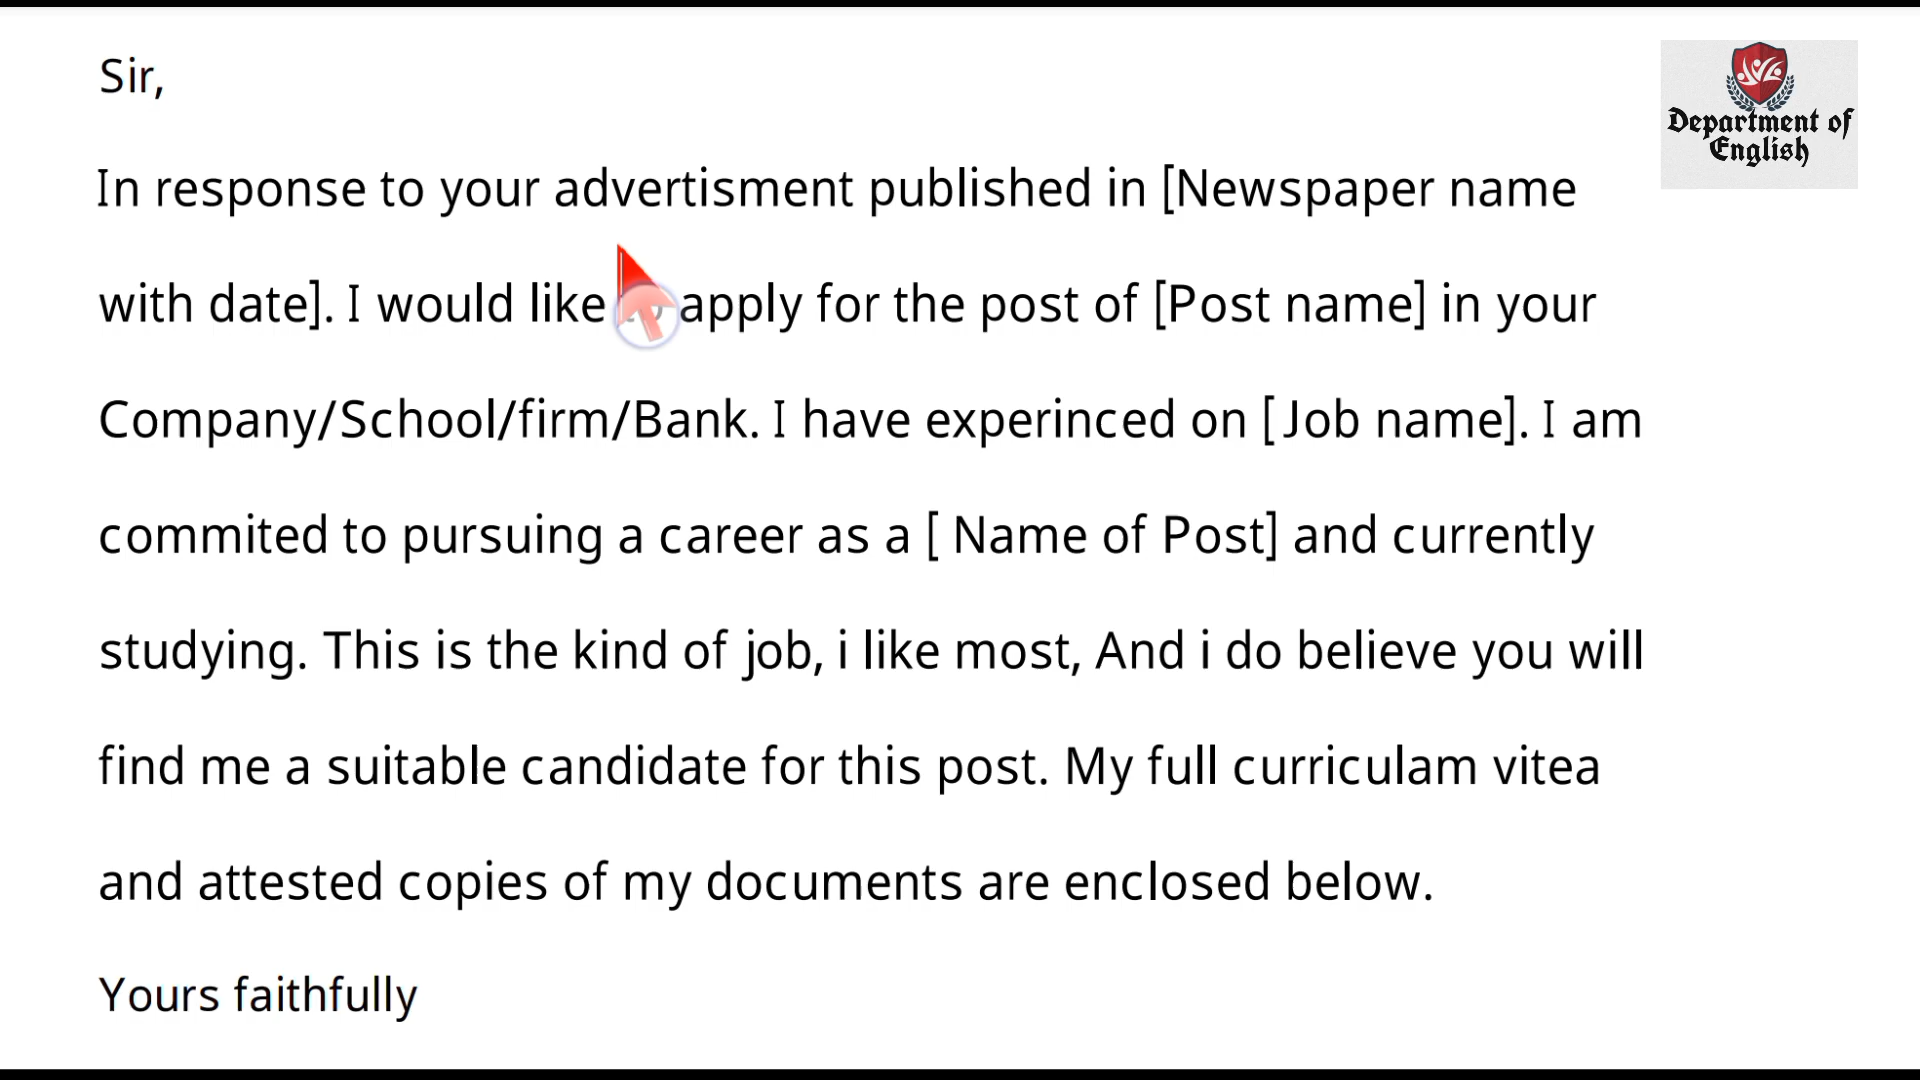 Sir,
Department of
English
In response to your advertisment published in [Newspaper name
with date]. I would like to apply for the post of [Post name] in your
Company/School/firm/Bank. I have experinced on [ Job name]. I am
commited to pursuing a career as a [ Name of Post] and currently
studying. This is the kind of job, i like most, And i do believe you will
find me a suitable candidate for this post. My full curriculam vitea
and attested copies of my documents are enclosed below.
Yours faithfully